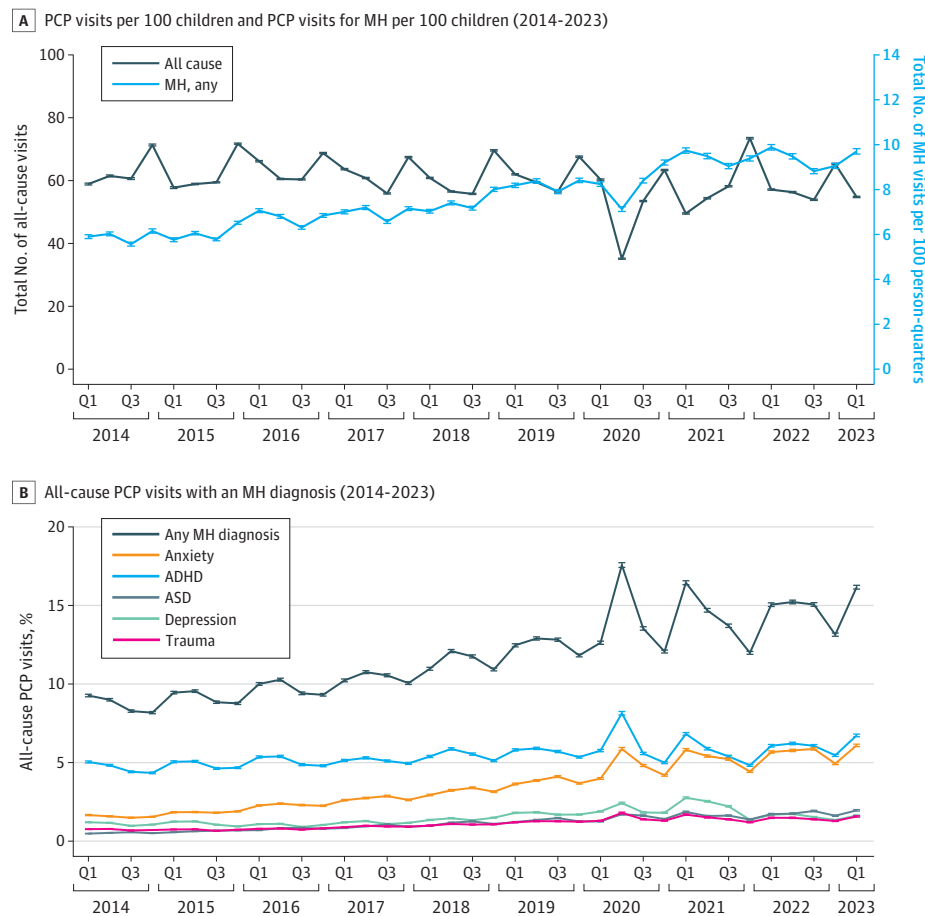 A PCP visits per 100 children and PCP visits for MH per 100 children (2014-2023)
Total No. of all-cause visits
100
80
60
40
20
0
All cause
MH, any
14
12
10
8
6
4
2
0
Total No. of MH visits per 100 person-quarters
Q1 Q3 Q1 Q3 Q1 Q3 Q1 Q3 Q1 Q3 Q1 Q3 Q1 Q3 Q1 Q3 Q1 Q3 Q1
2014 2015 2016 2017 2018 2019 2020 2021 2022 2023
B All-cause PCP visits with an MH diagnosis (2014-2023)
All-cause PCP visits, %
20
15
10
5
0
Any MH diagnosis
Anxiety
ADHD
ASD
Depression
Trauma
Q1 Q3 Q1 Q3 Q1 Q3 Q1 Q3 Q1 Q3 Q1 Q3 Q1 Q3 Q1 Q3 Q1 Q3 Q1
2014 2015 2016 2017 2018 2019 2020 2021 2022 2023